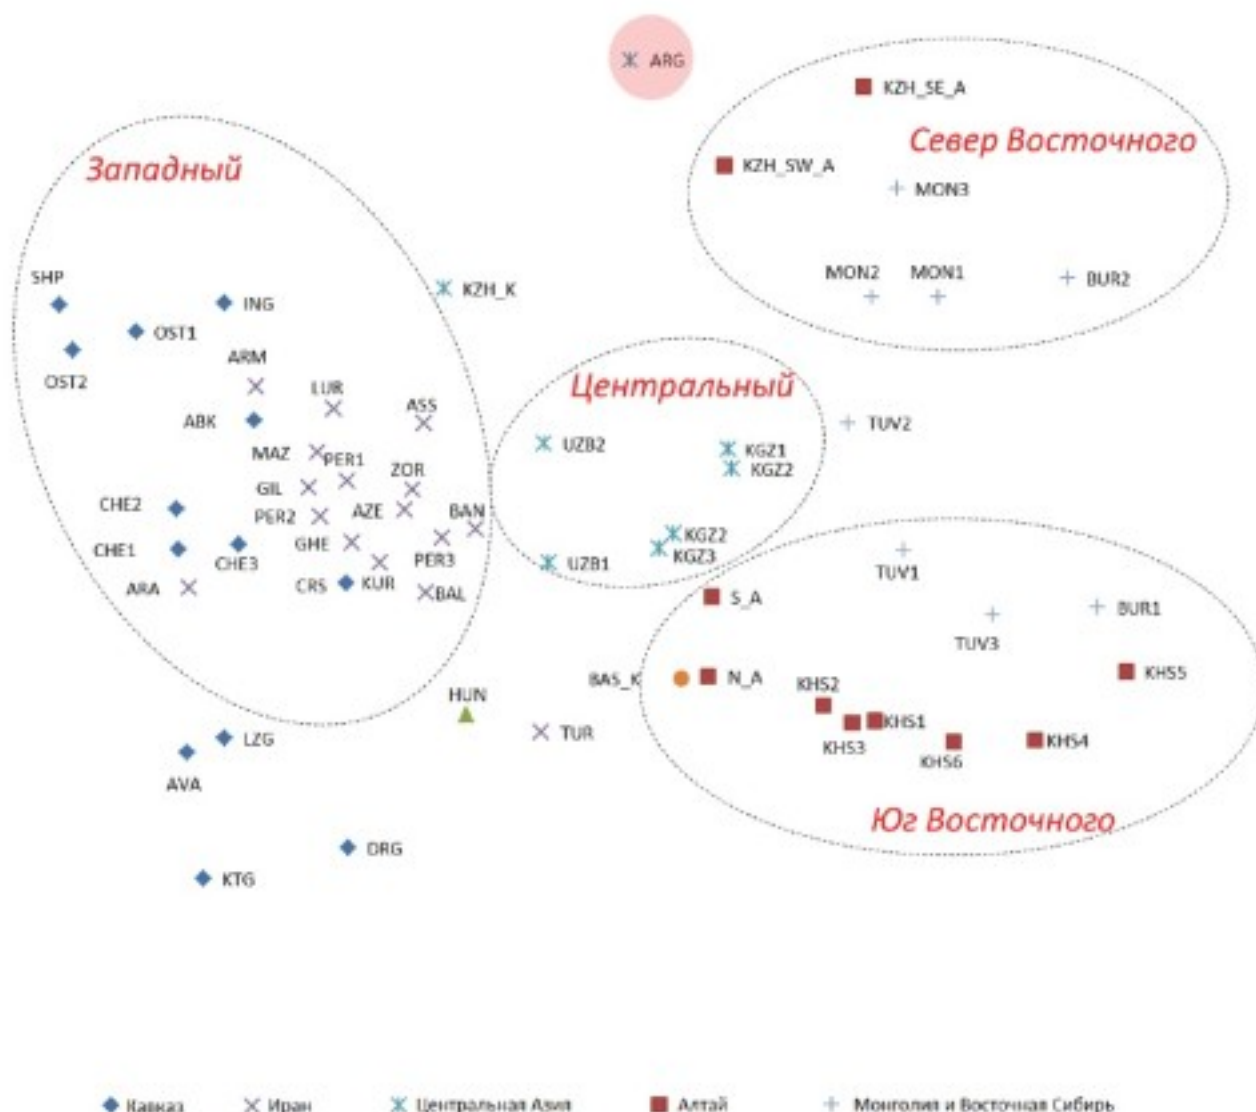 ARG
KZH_SE_A
Север Восточного
Западный
KZH_SW_A
MON3
SHP
MON2 MON1 BUR2
KZH_K
ING
OST1
ARM
OST2
LUR
Центральный
ASS
ABK
TUV2
UZB2
KGZ1
MAZ
PER1
ZOR
KGZ2
GIL
CHE2
PER2
AZE
BAN
KGZ2
CHE1
GHE
KGZ3
CHE3
PER3
UZB1
TUV1
ARA
CRS
KUR
BAL
S_A
BUR1
TUV3
KHS5
BAS_K
N_A
KHS2
HUN
KHS1
TUR
LZG
KHS3
KHS4
KHS6
AVA
Юг Восточного
DRG
KTG
Кавказ Иран Центральная Азия Алтай Монголия и Восточная Сибирь